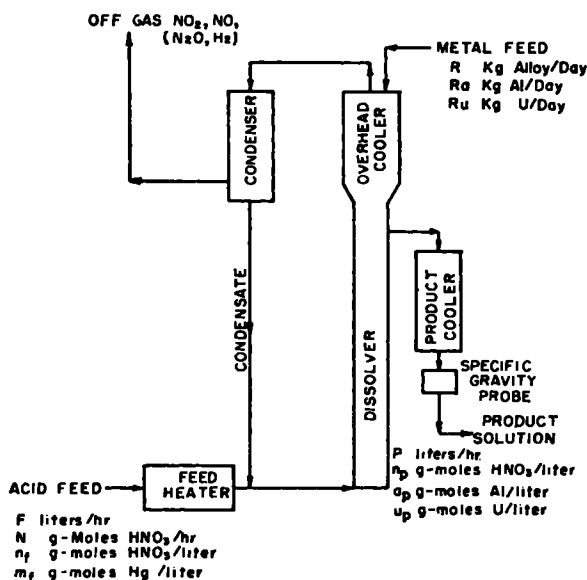 OFF GAS NO₂, NO,
(N₂O, H₂)
METAL FEED
R Kg Alloy/Day
Ra Kg Al/Day
Ru Kg U/Day
CONDENSER
OVERHEAD
COOLER
CONDENSATE
DISSOLVER
PRODUCT
COOLER
SPECIFIC
GRAVITY
PROBE
PRODUCT
SOLUTION
ACID FEED
FEED
HEATER
P liters/hr.
nₚ g-moles HNO₃/liter
aₚ g-moles Al/liter
uₚ g-moles U/liter
F liters/hr
N g-Moles HNO₃/hr
n_f g-moles HNO₃/liter
m_f g-moles Hg/liter